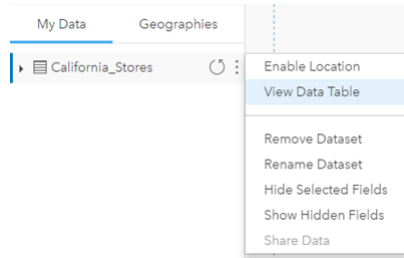 My Data Geographies
California_Stores
Enable Location
View Data Table
Remove Dataset
Rename Dataset
Hide Selected Fields
Show Hidden Fields
Share Data